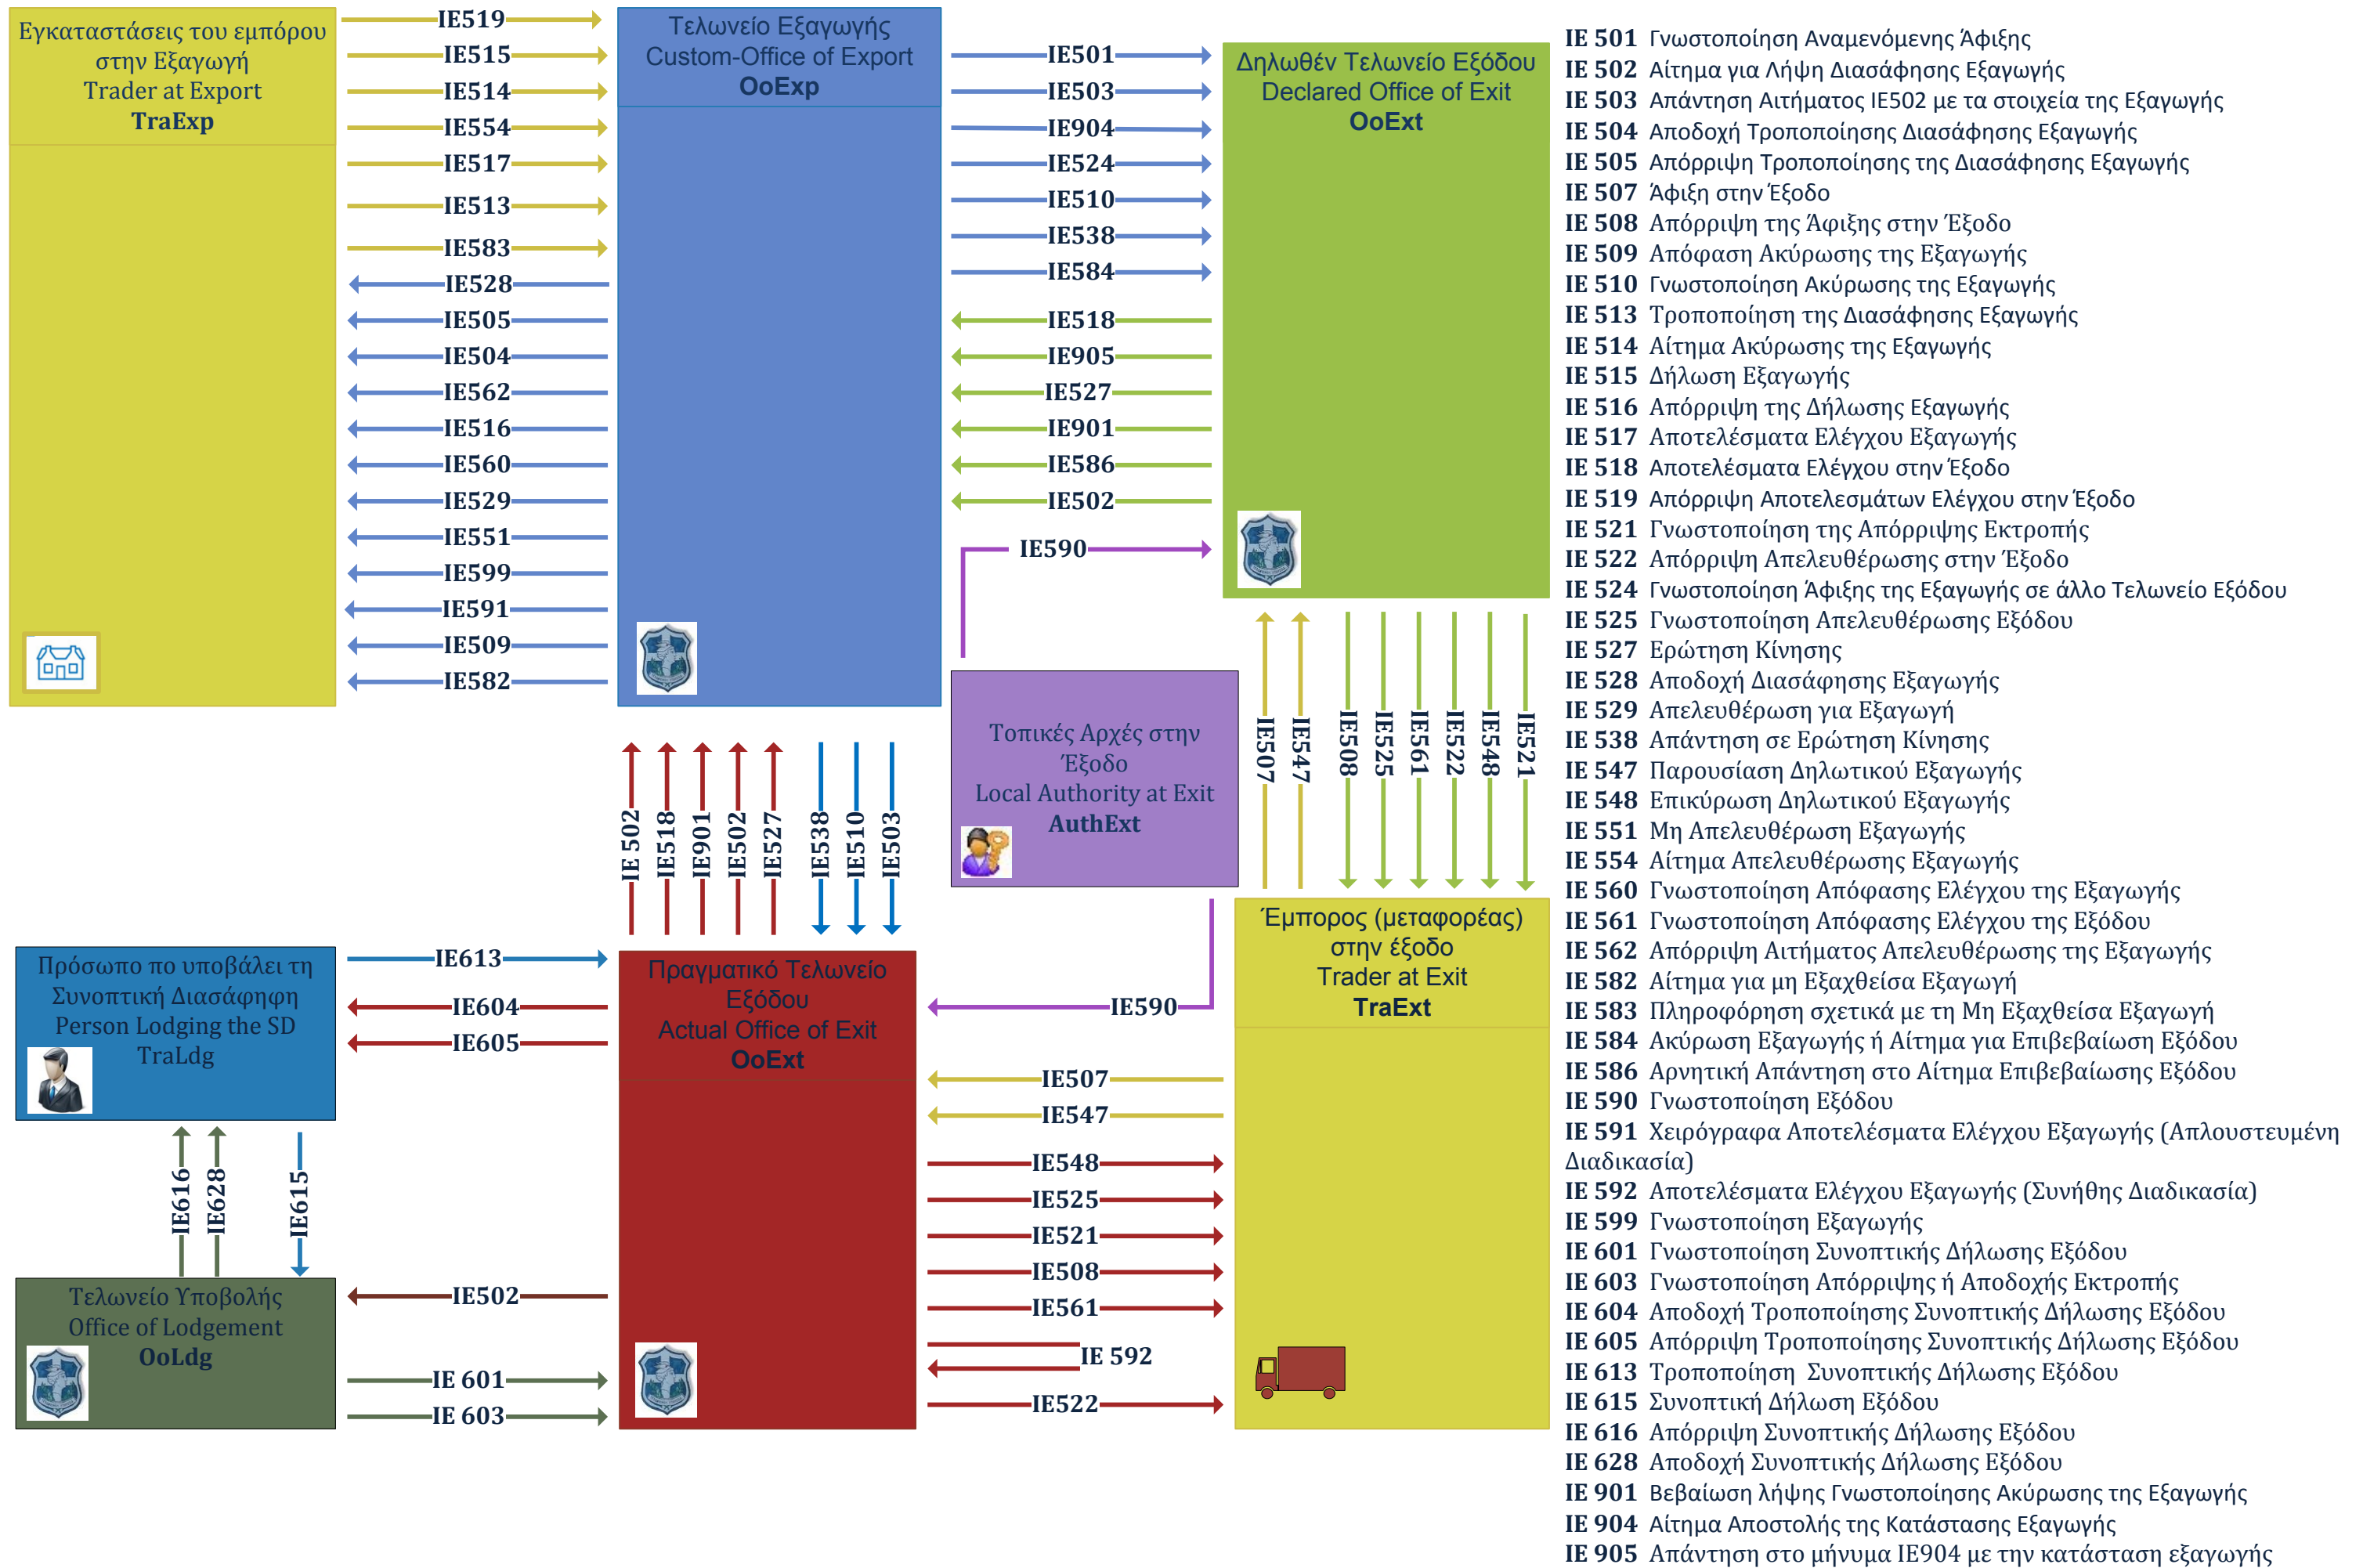 Εγκαταστάσεις του εμπόρου
στην Εξαγωγή
Trader at Export
TraExp
IE519
IE515
IE514
IE554
IE517
IE513
IE583
IE528
IE505
IE504
IE562
IE516
IE560
IE529
IE551
IE599
IE591
IE509
IE582
Τελωνείο Εξαγωγής
Custom-Office of Export
OoExp
IE501
IE503
IE904
IE524
IE510
IE538
IE584
IE518
IE905
IE527
IE901
IE586
IE502
IE590
Δηλωθέν Τελωνείο Εξόδου
Declared Office of Exit
OoExt
Τοπικές Αρχές στην
Έξοδο
Local Authority at Exit
AuthExt
IE507
IE547
IE508
IE525
IE561
IE522
IE548
IE521
IE 502
IE518
IE901
IE502
IE527
IE538
IE510
IE503
Πρόσωπο πο υποβάλει τη
Συνοπτική Διασάφηφη
Person Lodging the SD
TraLdg
IE613
IE604
IE605
Πραγματικό Τελωνείο
Εξόδου
Actual Office of Exit
OoExt
IE590
Έμπορος (μεταφορέας)
στην έξοδο
Trader at Exit
TraExt
IE507
IE547
IE548
IE525
IE521
IE508
IE561
IE 592
IE522
IE616
IE628
IE615
Τελωνείο Υποβολής
Office of Lodgement
OoLdg
IE502
IE 601
IE 603
IE 501 Γνωστοποίηση Αναμενόμενης Άφιξης
IE 502 Αίτημα για Λήψη Διασάφησης Εξαγωγής
IE 503 Απάντηση Αιτήματος IE502 με τα στοιχεία της Εξαγωγής
IE 504 Αποδοχή Τροποποίησης Διασάφησης Εξαγωγής
IE 505 Απόρριψη Τροποποίησης της Διασάφησης Εξαγωγής
IE 507 Άφιξη στην Έξοδο
IE 508 Απόρριψη της Άφιξης στην Έξοδο
IE 509 Απόφαση Ακύρωσης της Εξαγωγής
IE 510 Γνωστοποίηση Ακύρωσης της Εξαγωγής
IE 513 Τροποποίηση της Διασάφησης Εξαγωγής
IE 514 Αίτημα Ακύρωσης της Εξαγωγής
IE 515 Δήλωση Εξαγωγής
IE 516 Απόρριψη της Δήλωσης Εξαγωγής
IE 517 Αποτελέσματα Ελέγχου Εξαγωγής
IE 518 Αποτελέσματα Ελέγχου στην Έξοδο
IE 519 Απόρριψη Αποτελεσμάτων Ελέγχου στην Έξοδο
IE 521 Γνωστοποίηση της Απόρριψης Εκτροπής
IE 522 Απόρριψη Απελευθέρωσης στην Έξοδο
IE 524 Γνωστοποίηση Άφιξης της Εξαγωγής σε άλλο Τελωνείο Εξόδου
IE 525 Γνωστοποίηση Απελευθέρωσης Εξόδου
IE 527 Ερώτηση Κίνησης
IE 528 Αποδοχή Διασάφησης Εξαγωγής
IE 529 Απελευθέρωση για Εξαγωγή
IE 538 Απάντηση σε Ερώτηση Κίνησης
IE 547 Παρουσίαση Δηλωτικού Εξαγωγής
IE 548 Επικύρωση Δηλωτικού Εξαγωγής
IE 551 Μη Απελευθέρωση Εξαγωγής
IE 554 Αίτημα Απελευθέρωσης Εξαγωγής
IE 560 Γνωστοποίηση Απόφασης Ελέγχου της Εξαγωγής
IE 561 Γνωστοποίηση Απόφασης Ελέγχου της Εξόδου
IE 562 Απόρριψη Αιτήματος Απελευθέρωσης της Εξαγωγής
IE 582 Αίτημα για μη Εξαχθείσα Εξαγωγή
IE 583 Πληροφόρηση σχετικά με τη Μη Εξαχθείσα Εξαγωγή
IE 584 Ακύρωση Εξαγωγής ή Αίτημα για Επιβεβαίωση Εξόδου
IE 586 Αρνητική Απάντηση στο Αίτημα Επιβεβαίωσης Εξόδου
IE 590 Γνωστοποίηση Εξόδου
IE 591 Χειρόγραφα Αποτελέσματα Ελέγχου Εξαγωγής (Απλουστευμένη
Διαδικασία)
IE 592 Αποτελέσματα Ελέγχου Εξαγωγής (Συνήθης Διαδικασία)
IE 599 Γνωστοποίηση Εξαγωγής
IE 601 Γνωστοποίηση Συνοπτικής Δήλωσης Εξόδου
IE 603 Γνωστοποίηση Απόρριψης ή Αποδοχής Εκτροπής
IE 604 Αποδοχή Τροποποίησης Συνοπτικής Δήλωσης Εξόδου
IE 605 Απόρριψη Τροποποίησης Συνοπτικής Δήλωσης Εξόδου
IE 613 Τροποποίηση Συνοπτικής Δήλωσης Εξόδου
IE 615 Συνοπτική Δήλωση Εξόδου
IE 616 Απόρριψη Συνοπτικής Δήλωσης Εξόδου
IE 628 Αποδοχή Συνοπτικής Δήλωσης Εξόδου
IE 901 Βεβαίωση λήψης Γνωστοποίησης Ακύρωσης της Εξαγωγής
IE 904 Αίτημα Αποστολής της Κατάστασης Εξαγωγής
IE 905 Απάντηση στο μήνυμα IE904 με την κατάσταση εξαγωγής